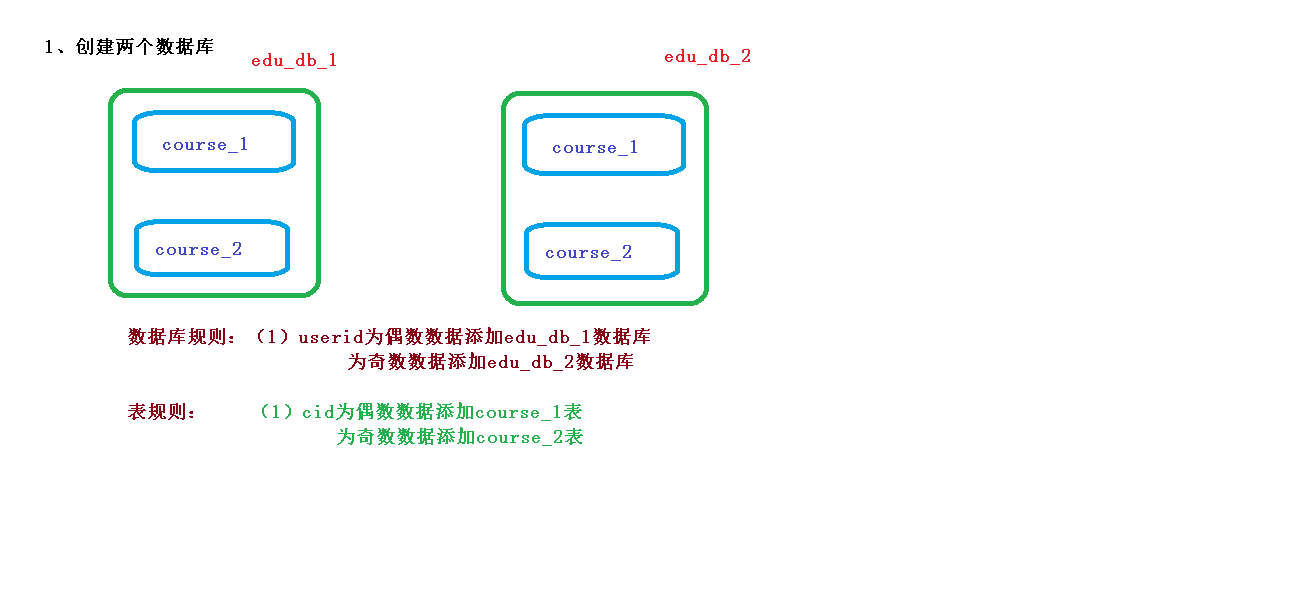 1、创建两个数据库
edu_db_1
edu_db_2
course_1
course_1
course_2
course_2
数据库规则：（1）userid为偶数数据添加edu_db_1数据库
为奇数数据添加edu_db_2数据库
表规则：（1）cid为偶数数据添加course_1表
为奇数数据添加course_2表